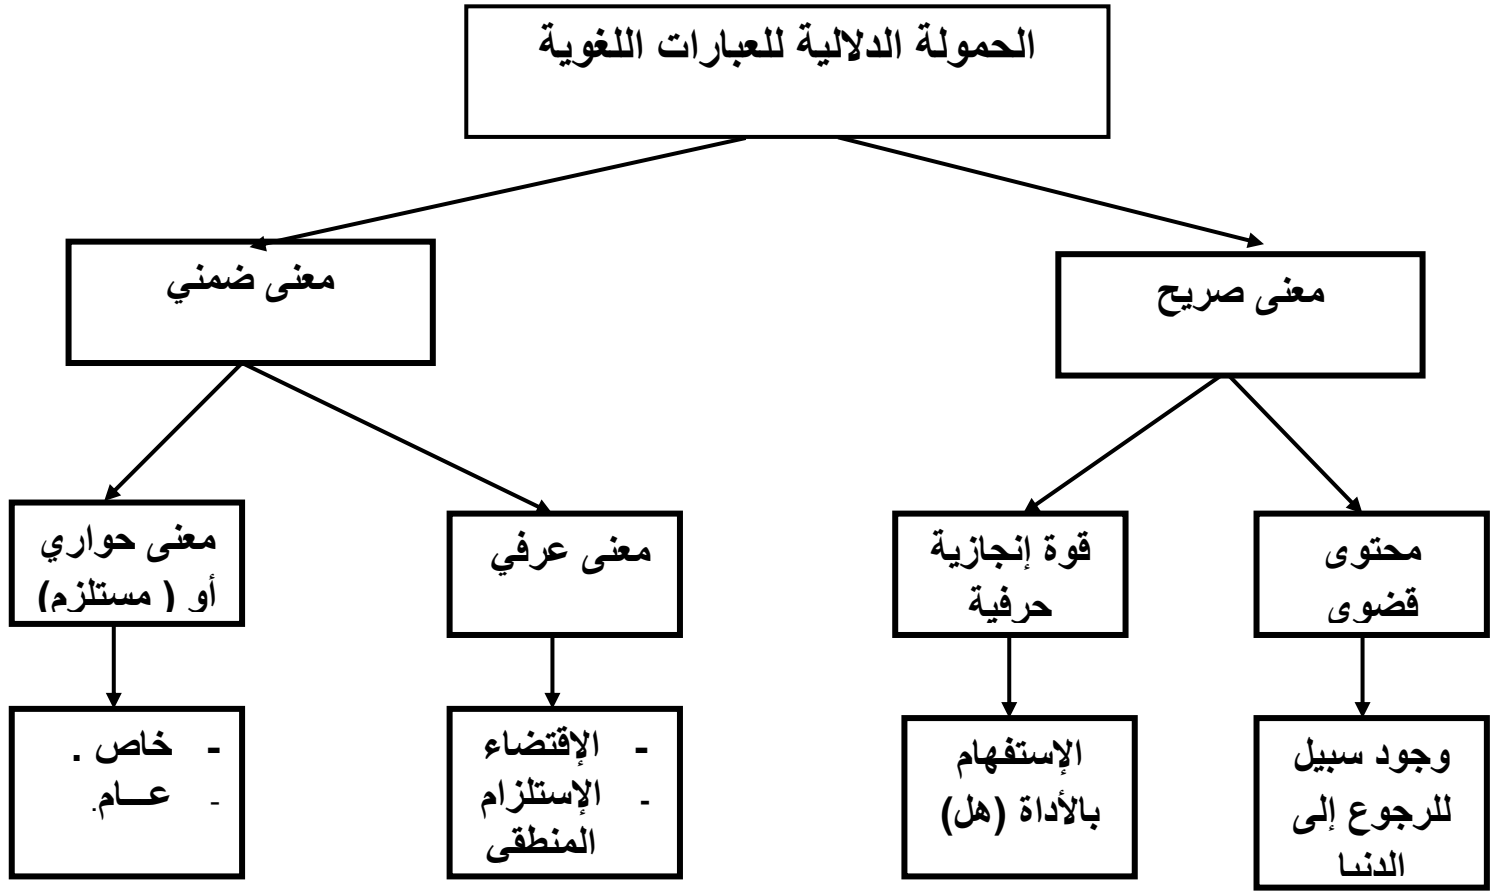 الحمولة الدلالية للعبارات اللغوية
معنى صريح
معنى ضمني
محتوى
قضوى
قوة إنجازية
حرفية
معنى عرفي
معنى حواري
أو ( مستلزم)
وجود سبيل
للرجوع إلى
الدنيا
الإستفهام
بالأداة (هل)
- الإقتضاء
- الإستلزام
المنطقى
- خاص .
- عـــام.